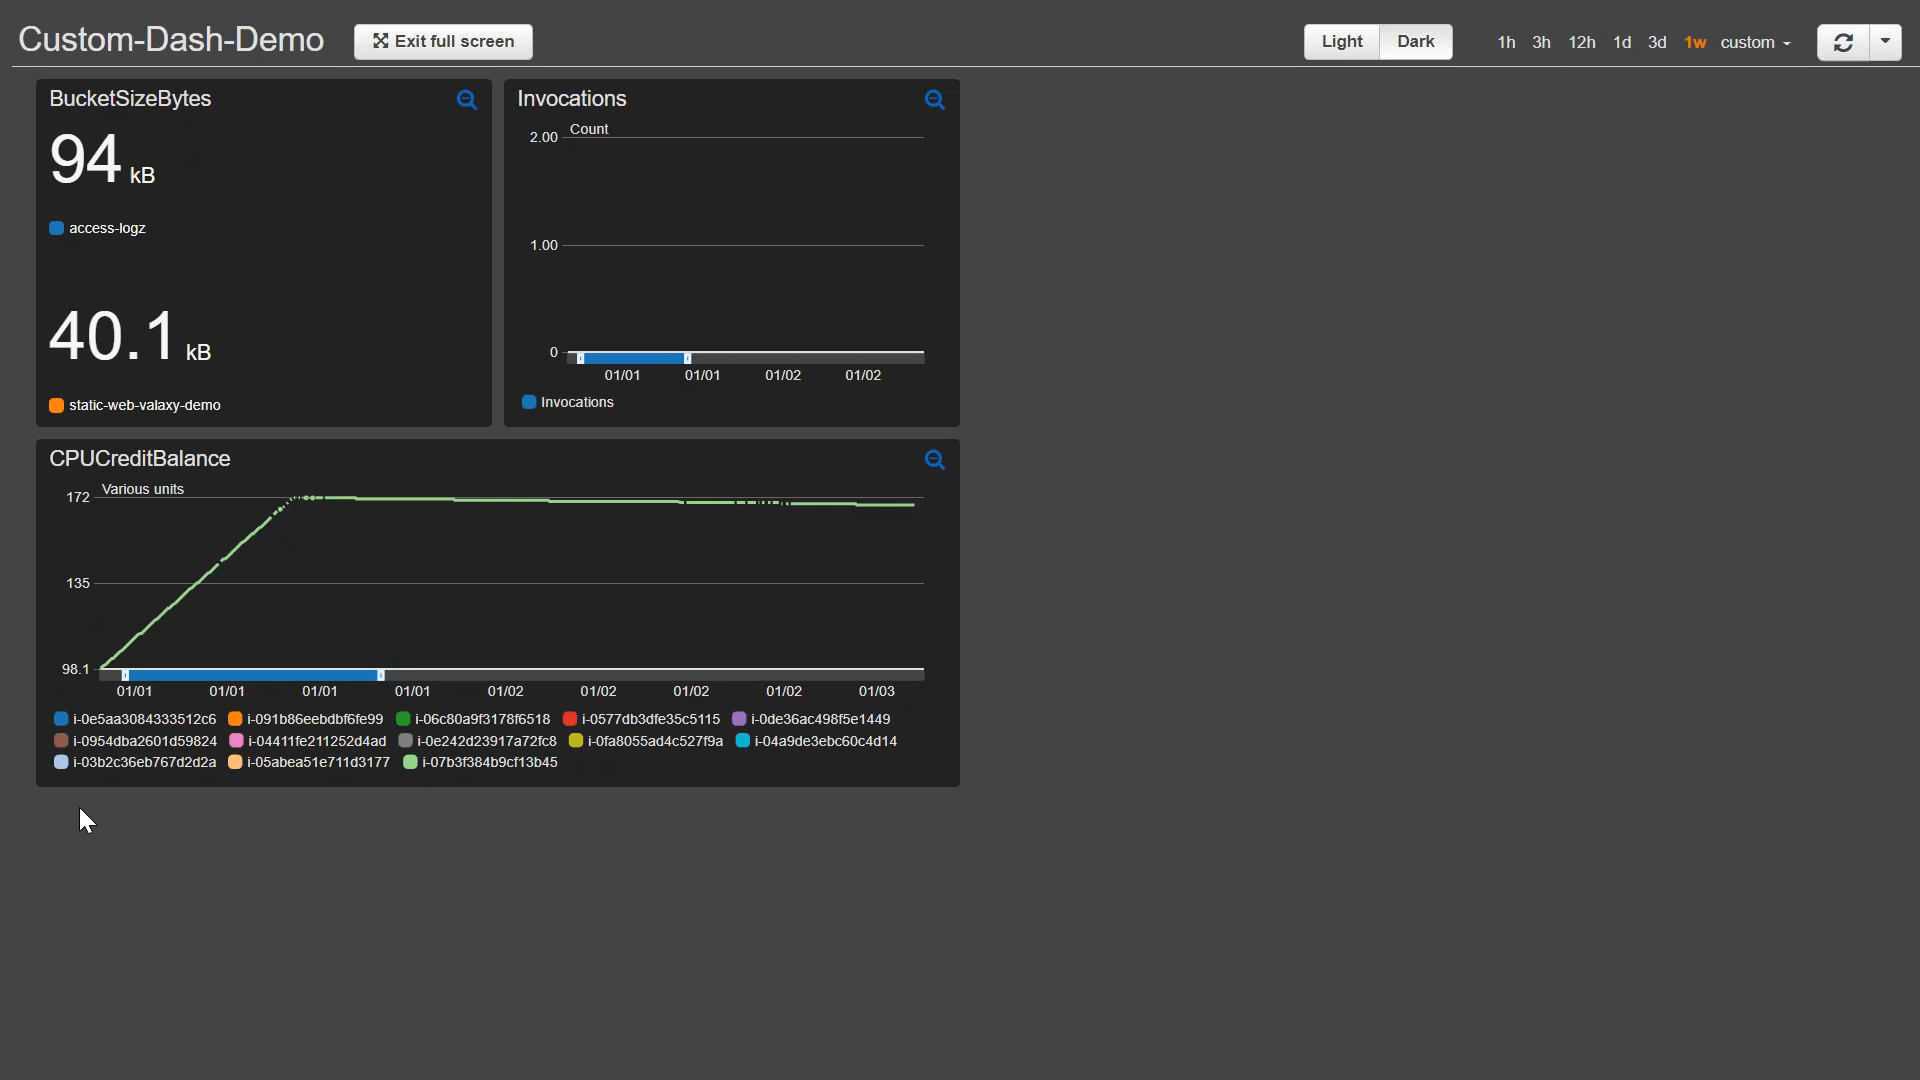 Custom-Dash-Demo
Exit full screen
Light Dark
1h 3h 12h 1d 3d 1w custom
BucketSizeBytes
94 kB
access-logz
40.1 kB
static-web-valaxy-demo
Invocations
Count
2.00
1.00
0
01/01 01/01 01/02 01/02
Invocations
CPUCreditBalance
Various units
172
135
98.1
01/01 01/01 01/01 01/01 01/02 01/02 01/02 01/02 01/03
i-0e5aa3084333512c6 i-091b86eebdbf6fe99 i-06c80a9f3178f6518 i-0577db3dfe35c5115 i-0de36ac498f5e1449
i-0954dba2601d59824 i-04411fe211252d4ad i-0e242d23917a72fc8 i-0fa8055ad4c527f9a i-04a9de3ebc60c4d14
i-03b2c36eb767d2d2a i-05abea51e711d3177 i-07b3f384b9cf13b45